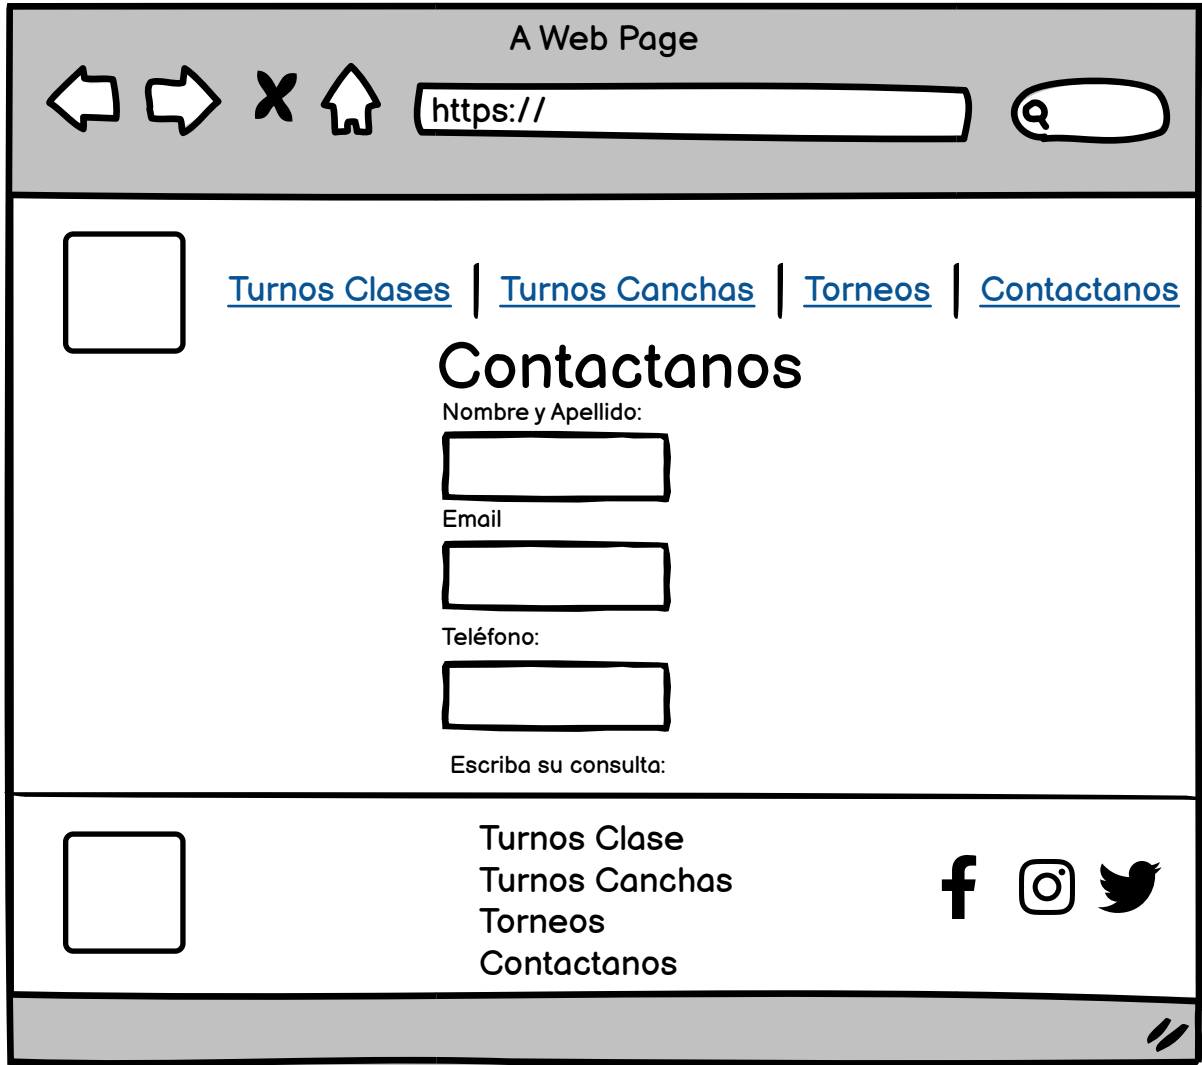 A Web Page
https://
Turnos Clases | Turnos Canchas | Torneos | Contactanos
Contactanos
Nombre y Apellido:
Email
Teléfono:
Escriba su consulta:
Turnos Clase
Turnos Canchas
Torneos
Contactanos